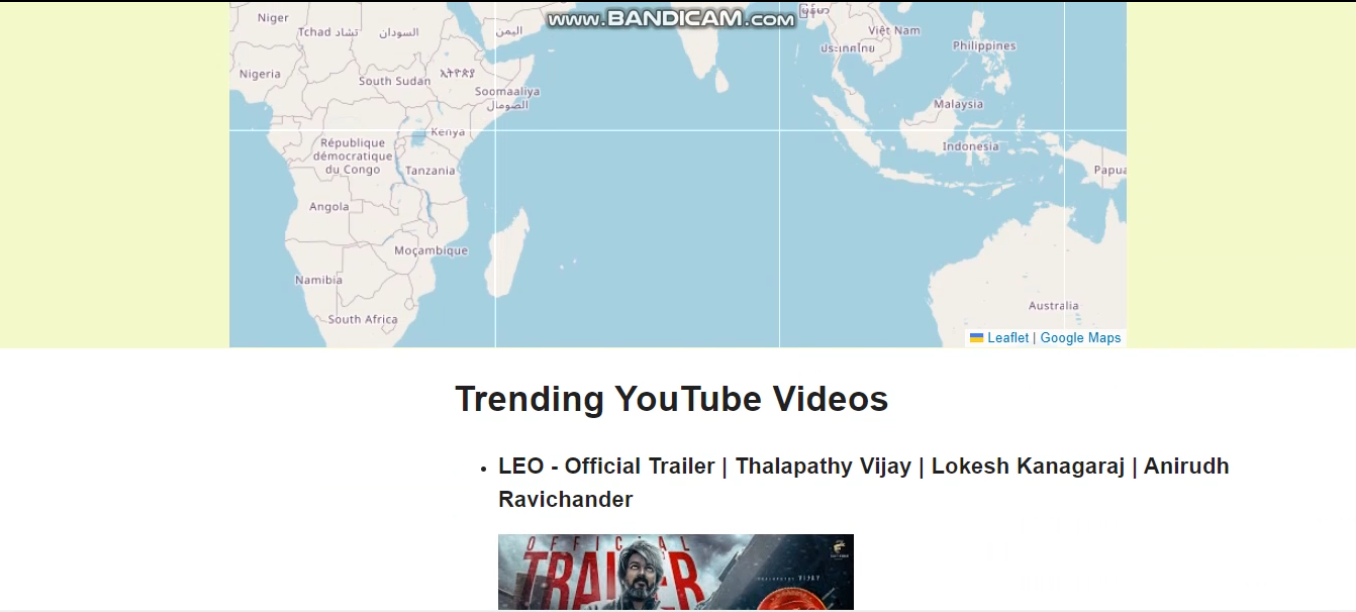 www.BANDICAM.com
Niger
Tchad تشاد
السودان
اليمن
မြန်မာ
Việt Nam
ประเทศไทย
Philippines
Nigeria
South Sudan
ኢትዮጵያ
Soomaaliya
الصومال
Malaysia
Kenya
République
démocratique
du Congo
Indonesia
Tanzania
Papua
Angola
Moçambique
Namibia
Australia
South Africa
Leaflet | Google Maps
Trending YouTube Videos
• LEO - Official Trailer | Thalapathy Vijay | Lokesh Kanagaraj | Anirudh
Ravichander
OFFICIAL
TRAILER